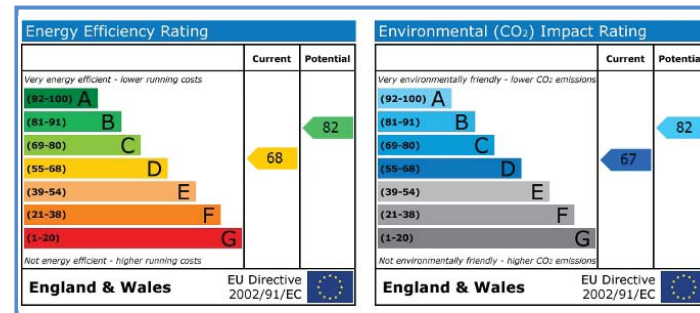 Energy Efficiency Rating
Current Potential
Very energy efficient - lower running costs
(92-100) A
(81-91) B
82
(69-80) C
(55-68) D
68
(39-54) E
(21-38) F
(1-20) G
Not energy efficient - higher running costs
England & Wales
EU Directive
2002/91/EC
Environmental (CO₂) Impact Rating
Current Potential
Very environmentally friendly - lower CO₂ emissions
(92-100) A
(81-91) B
82
(69-80) C
(55-68) D
67
(39-54) E
(21-38) F
(1-20) G
Not environmentally friendly - higher CO₂ emissions
England & Wales
EU Directive
2002/91/EC